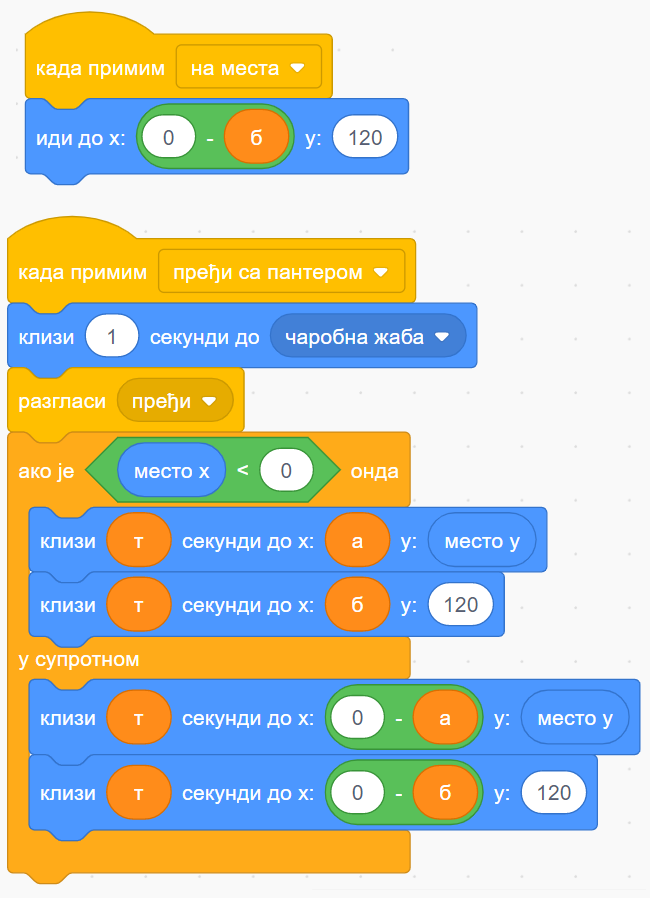 када примим на места
иди до x: 0 - б y: 120
када примим пређи са пантером
клизи 1 секунди до чаробна жаба
разгласи пређи
ако је место x < 0 онда
клизи т секунди до x: а y: место y
клизи т секунди до x: б y: 120
у супротном
клизи т секунди до x: 0 - а y: место y
клизи т секунди до x: 0 - б y: 120